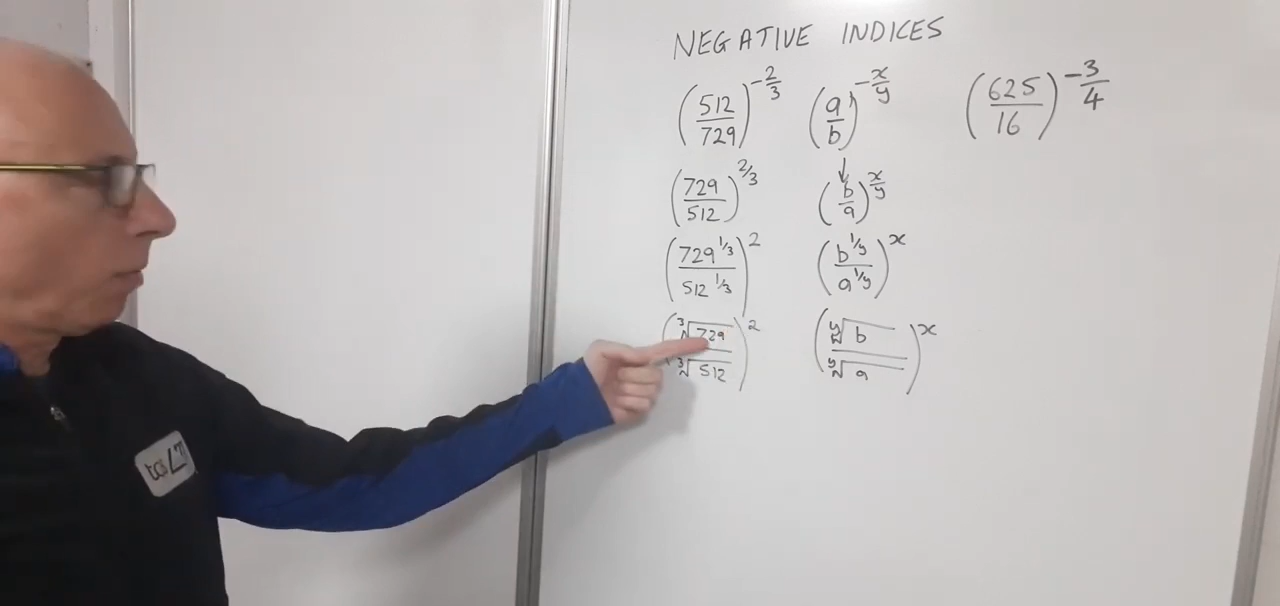 NEGATIVE INDICES
(512/729)^-2/3 (a/b)^-x/y (625/16)^-3/4
(729/512)^2/3 ↓ (b/a)^x/y
(729^1/3 / 512^1/3)^2 (b^1/y / a^1/y)^x
(∛729 / ∛512)^2 (ʸ√b / ʸ√a)^x